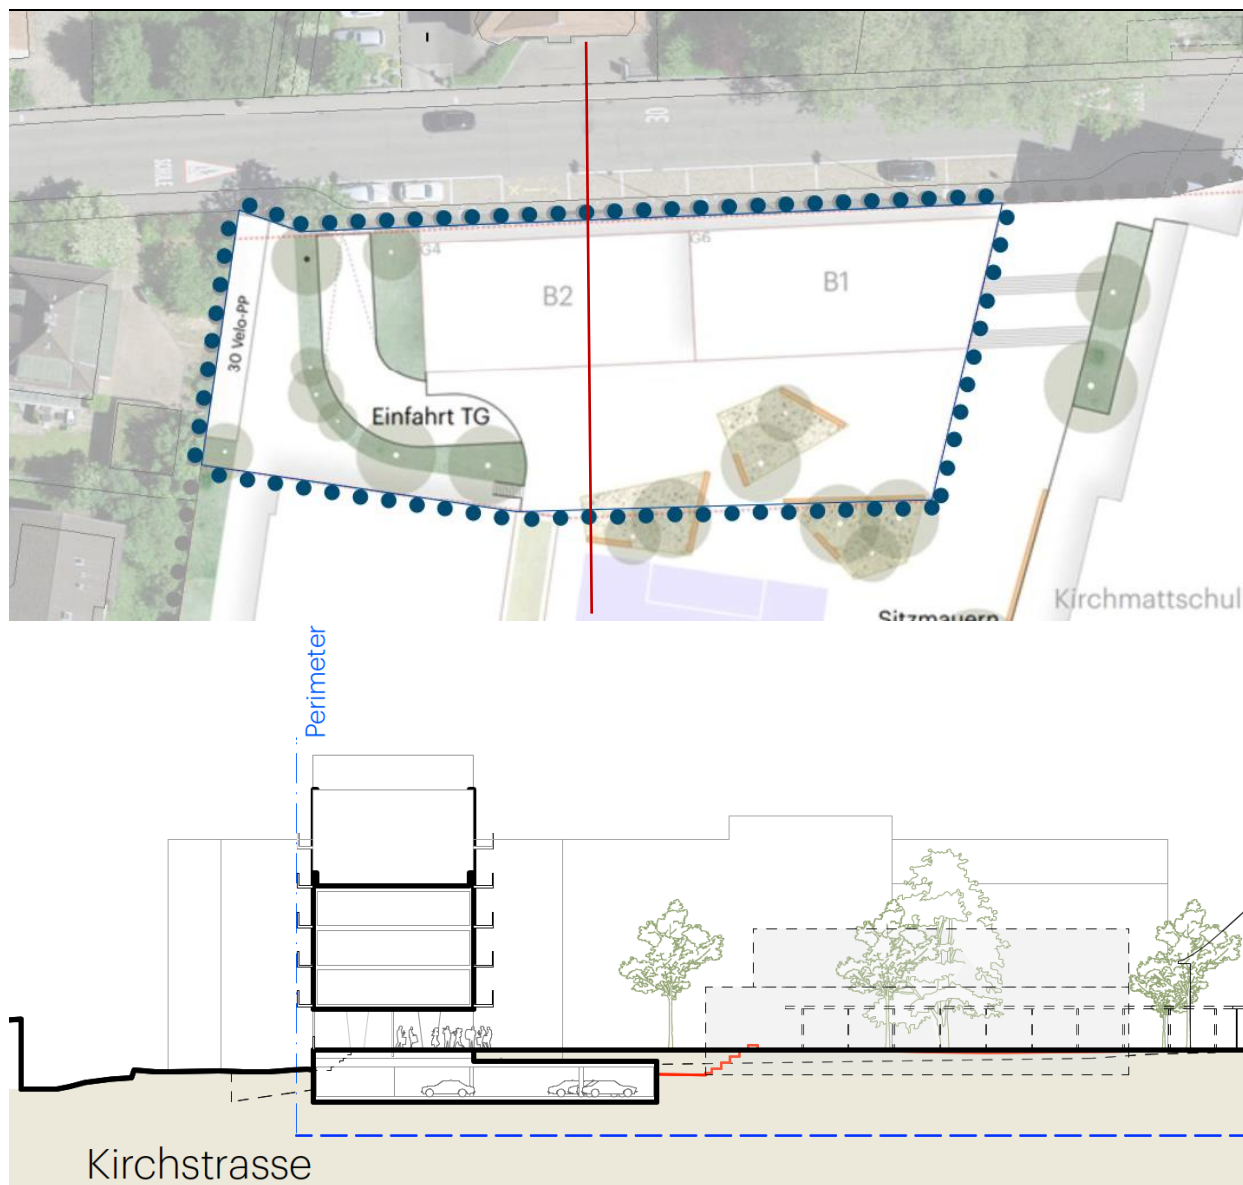 30
SCHULE
G4
G6
B2
B1
30 Velo-PP
Einfahrt TG
Kirchmattschul
Sitzmauern
Perimeter
Kirchstrasse